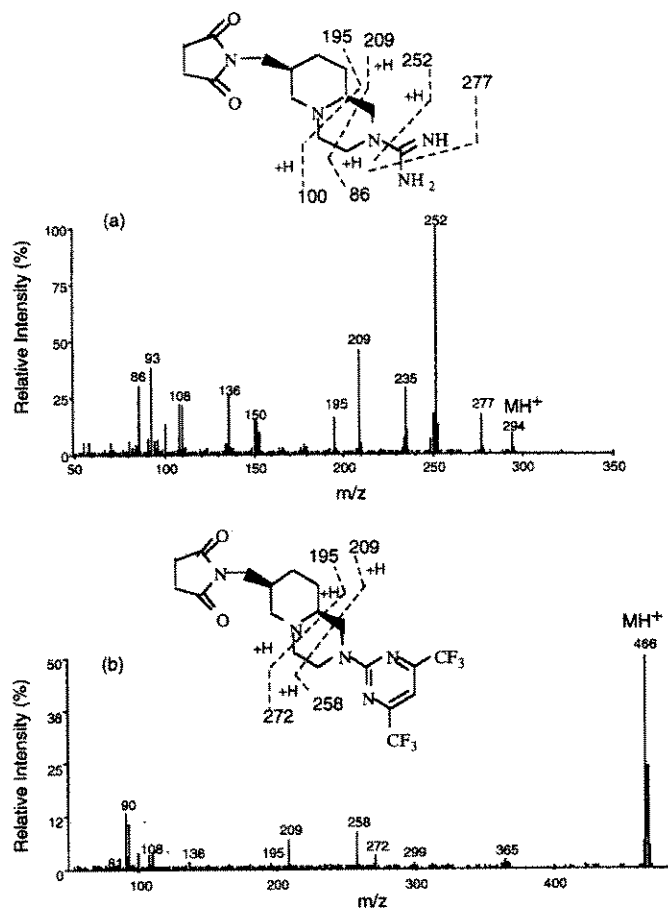 195 209
O +H 252
N +H 277
O N N +H NH
+H NH2
100 86
(a)
Relative Intensity (%)
100
75
50
25
0
252
209
93
86
108
136
150
195
235
277
MH+
294
50 100 150 200 250 300 350
m/z
195 209
O +H
N +H
O N CF3
+H N N
+H N
272 258 CF3
(b)
Relative Intensity (%)
50
38
25
12
0
MH+
466
90
81
108
136
195
209
258
272
299
365
100 200 300 400
m/z